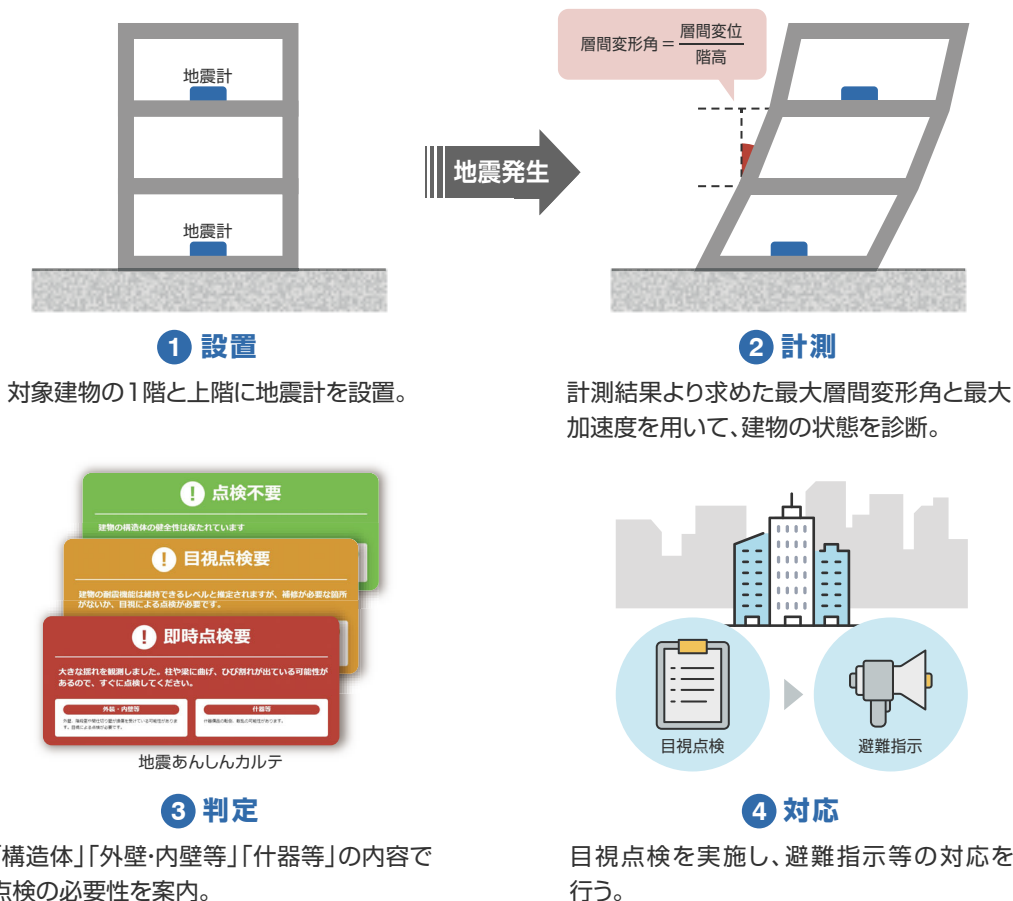 地震計
地震計
地震発生
層間変形角＝層間変位
階高
1 設置
対象建物の1階と上階に地震計を設置。
2 計測
計測結果より求めた最大層間変形角と最大
加速度を用いて、建物の状態を診断。
! 点検不要
建物の構造体の健全性は保たれています
! 目視点検要
建物の耐震機能は維持できるレベルと推定されますが、補修が必要な箇所
がないか、目視による点検が必要です。
! 即時点検要
大きな揺れを観測しました。柱や梁に曲げ、ひび割れが出ている可能性が
あるので、すぐに点検してください。
外装・内壁等
什器等
地震あんしんカルテ
3 判定
「構造体」「外壁・内壁等」「什器等」の内容で
点検の必要性を案内。
目視点検
避難指示
4 対応
目視点検を実施し、避難指示等の対応を
行う。